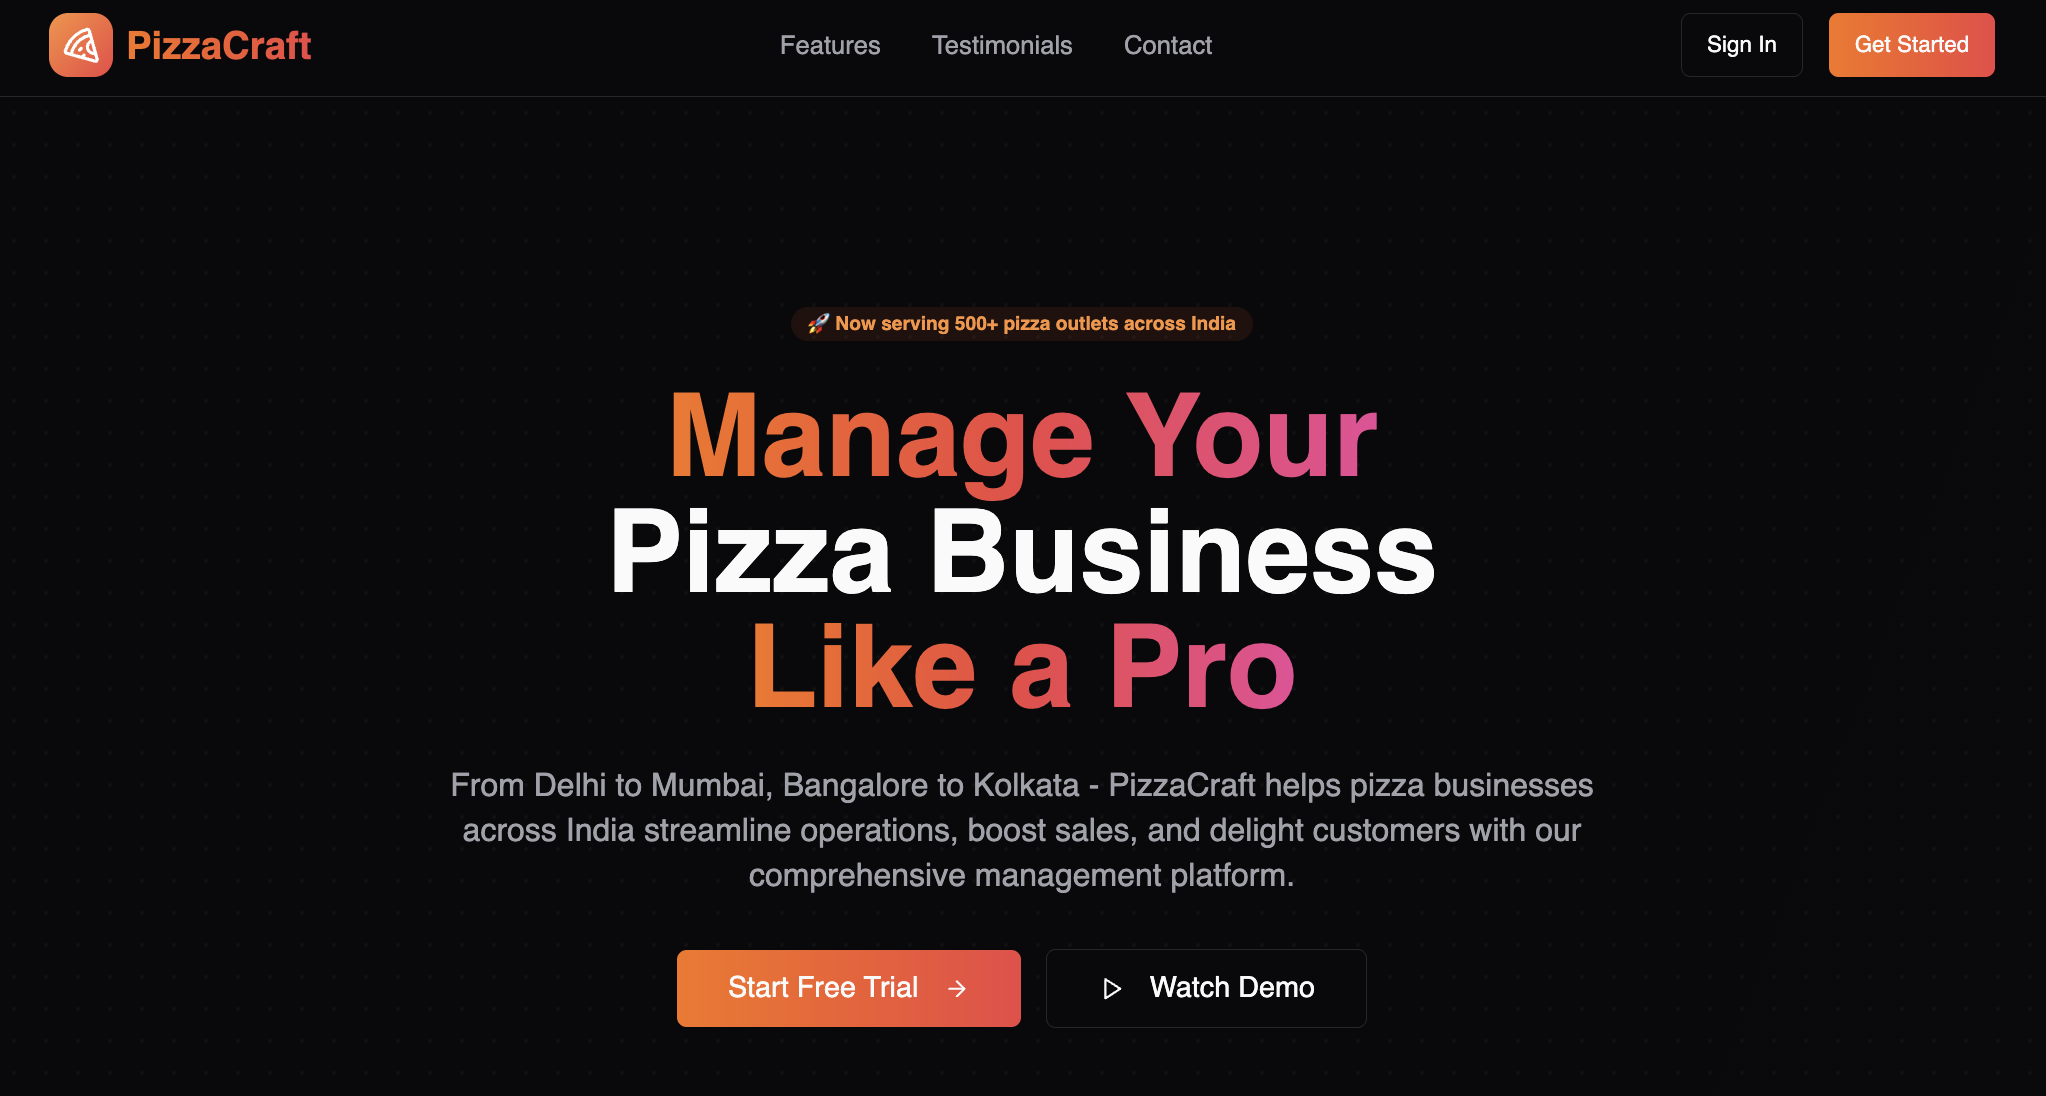 PizzaCraft
Features
Testimonials
Contact
Sign In
Get Started
🚀 Now serving 500+ pizza outlets across India
Manage Your
Pizza Business
Like a Pro
From Delhi to Mumbai, Bangalore to Kolkata - PizzaCraft helps pizza businesses
across India streamline operations, boost sales, and delight customers with our
comprehensive management platform.
Start Free Trial →
Watch Demo